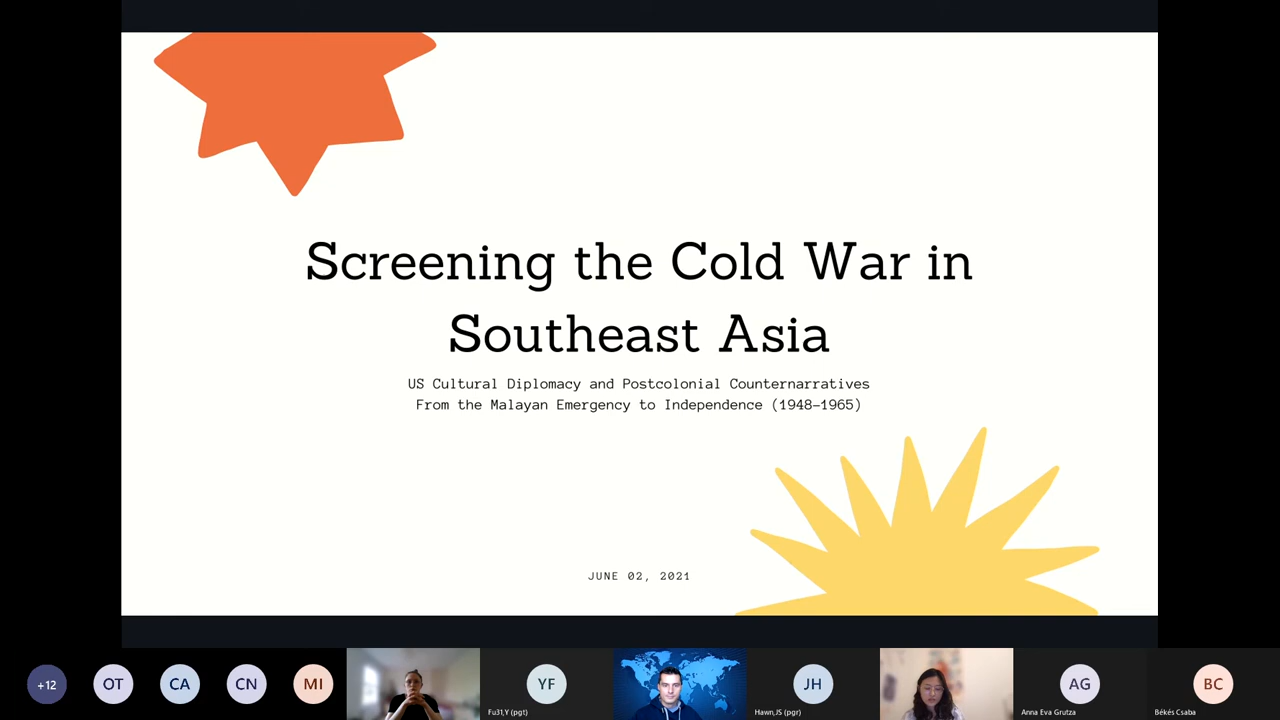 Screening the Cold War in
Southeast Asia
US Cultural Diplomacy and Postcolonial Counternarratives
From the Malayan Emergency to Independence (1948–1965)
JUNE 02, 2021
+12
OT
CA
CN
MI
YF
Fu31,Y (pgt)
JH
Hawn,JS (pgr)
AG
Anna Eva Grutza
BC
Békés Csaba